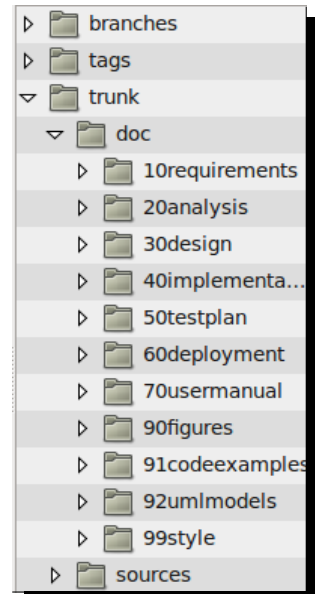 branches
tags
trunk
doc
10requirements
20analysis
30design
40implementa...
50testplan
60deployment
70usermanual
90figures
91codeexamples
92umlmodels
99style
sources